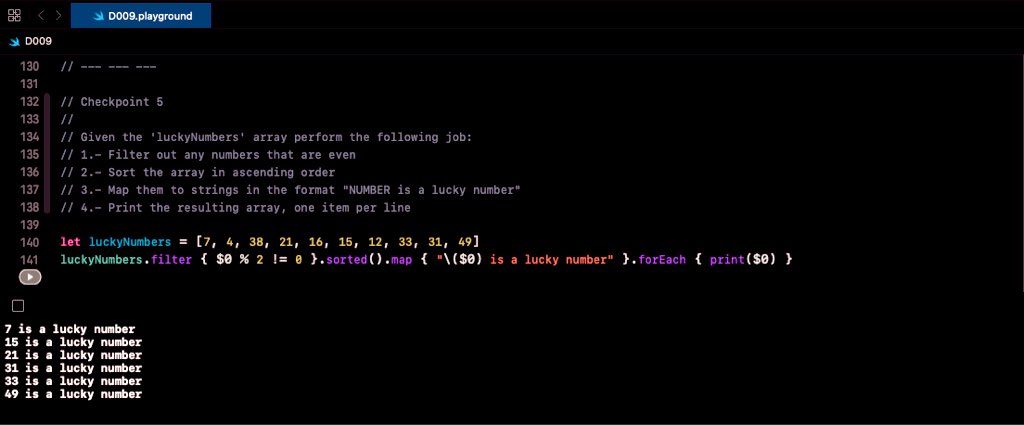 D009.playground
D009
130 // --- --- ---
131
132 // Checkpoint 5
133 //
134 // Given the 'luckyNumbers' array perform the following job:
135 // 1.- Filter out any numbers that are even
136 // 2.- Sort the array in ascending order
137 // 3.- Map them to strings in the format "NUMBER is a lucky number"
138 // 4.- Print the resulting array, one item per line
139
140 let luckyNumbers = [7, 4, 38, 21, 16, 15, 12, 33, 31, 49]
141 luckyNumbers.filter { $0 % 2 != 0 }.sorted().map { "\($0) is a lucky number" }.forEach { print($0) }
7 is a lucky number
15 is a lucky number
21 is a lucky number
31 is a lucky number
33 is a lucky number
49 is a lucky number